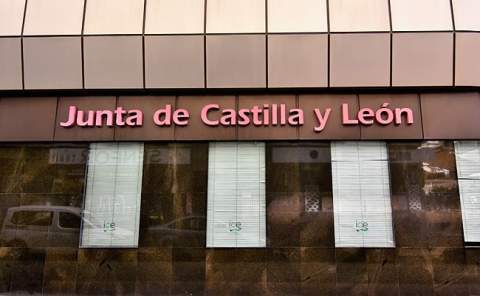 Junta de Castilla y León